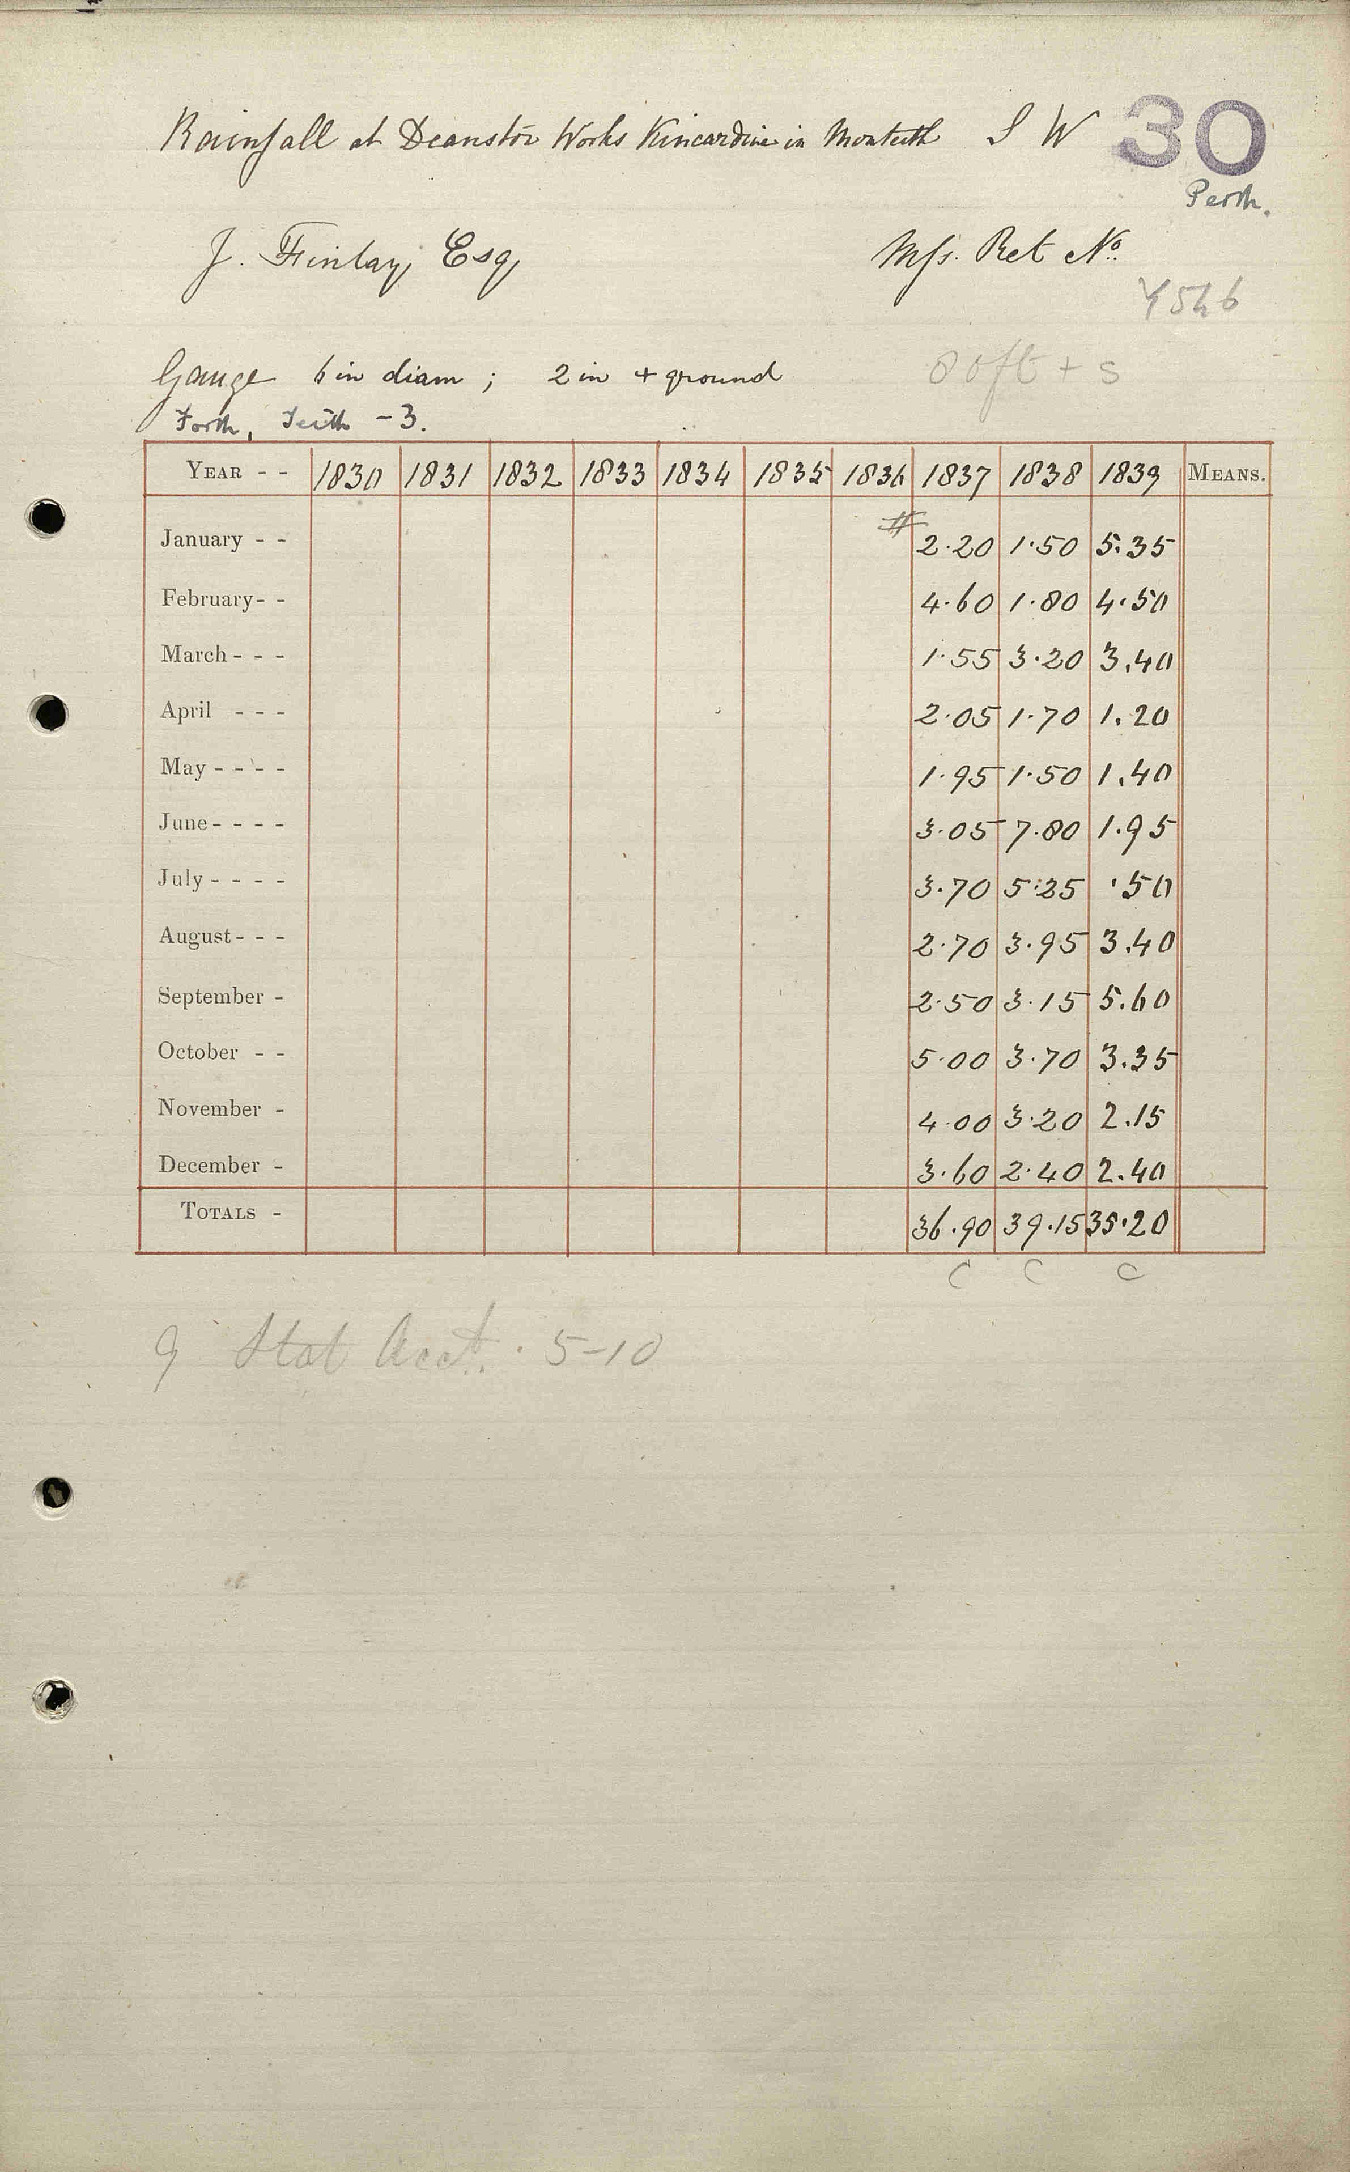 Rainfall at Deanston Works Kincardine in Monteith S W 30
Perth.
J. Finlay, Esq Mfs. Ret No.
Gauge 6 in diam ; 2 in + ground 80ft + s
Forth, Teith - 3.
YEAR - - 1830 1831 1832 1833 1834 1835 1836 1837 1838 1839 MEANS.
January - - # 2.20 1.50 5.35
February - - 4.60 1.80 4.50
March - - - 1.55 3.20 3.40
April - - - 2.05 1.70 1.20
May - - - - 1.95 1.50 1.40
June - - - - 3.05 7.80 1.95
July - - - - 3.70 5.25 .50
August - - - 2.70 3.95 3.40
September - 2.50 3.15 5.60
October - - 5.00 3.70 3.35
November - 4.00 3.20 2.15
December - 3.60 2.40 2.40
TOTALS - 36.90 39.15 35.20
C C C
Stat Acct. . 5-10